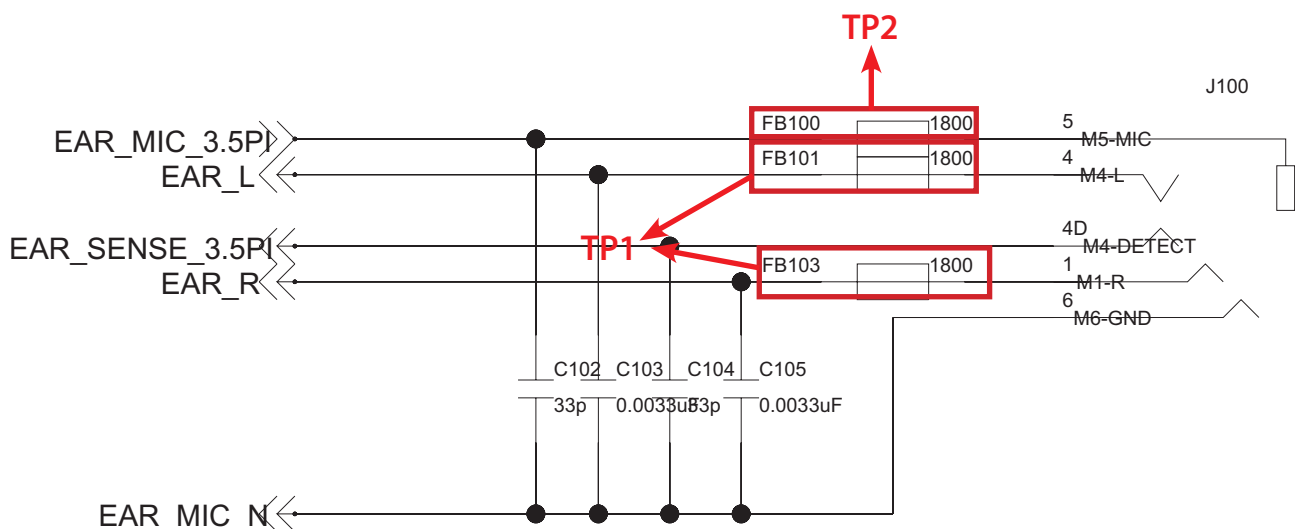 TP2
J100
EAR_MIC_3.5PI
FB100 1800
5
M5-MIC
EAR_L
FB101 1800
4
M4-L
EAR_SENSE_3.5PI
TP1
4D
M4-DETECT
EAR_R
FB103 1800
1
M1-R
6
M6-GND
C102 C103 C104 C105
33p 0.0033uF 33p 0.0033uF
EAR_MIC_N